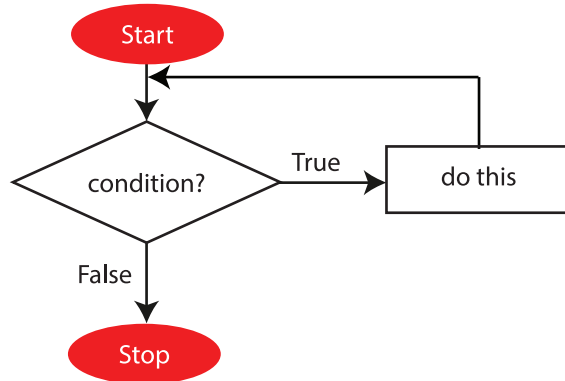 Start
condition?
True
do this
False
Stop